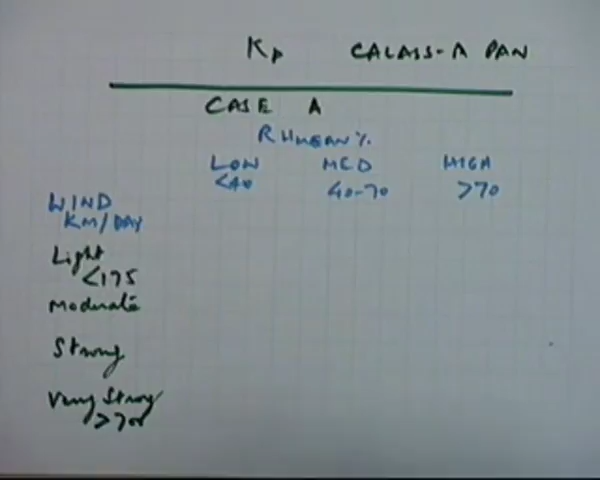 Kp CALASS-A PAN
CASE A
RHMEAN%
LOW MED HIGH
<40 40-70 >70
WIND
KM/DAY
Light
<175
Moderate
Strong
Very Strong
>700